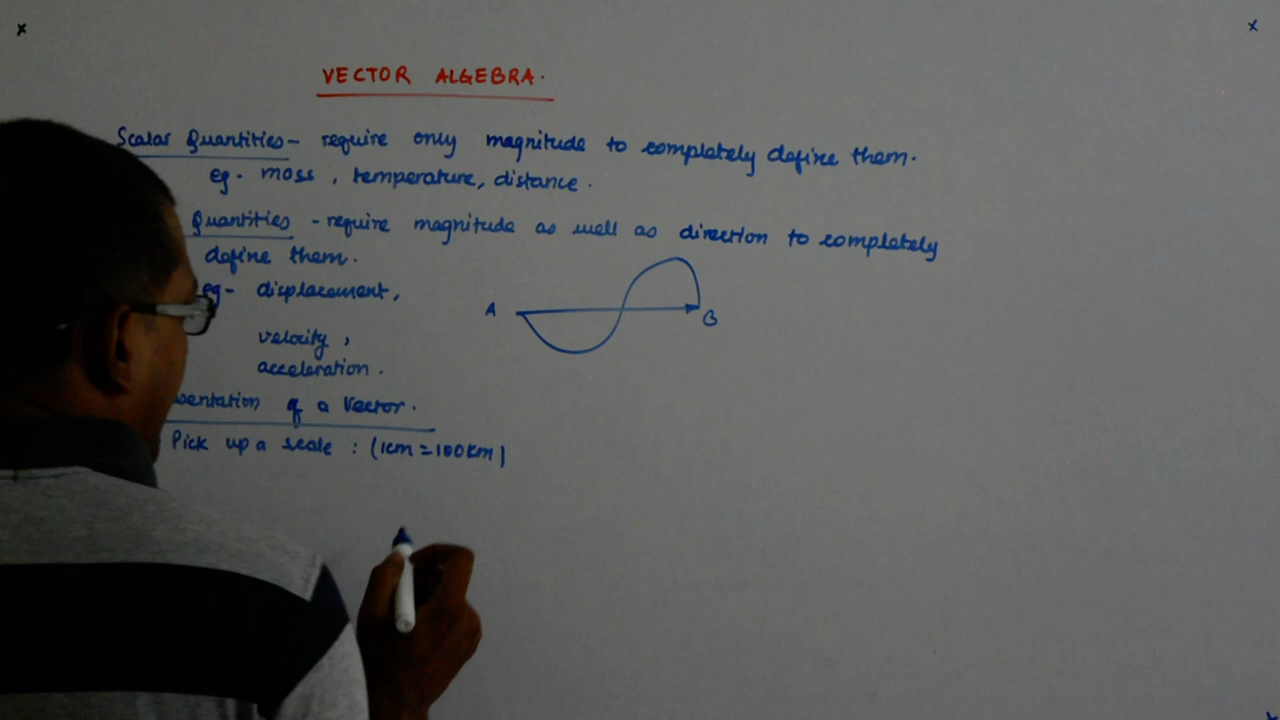 VECTOR ALGEBRA.
Scalar Quantities - require only magnitude to completely define them.
eg. mass, temperature, distance.
Quantities - require magnitude as well as direction to completely
define them.
eg- displacement,
A
B
velocity,
acceleration.
sentation of a Vector.
Pick up a scale : (1cm = 100km)